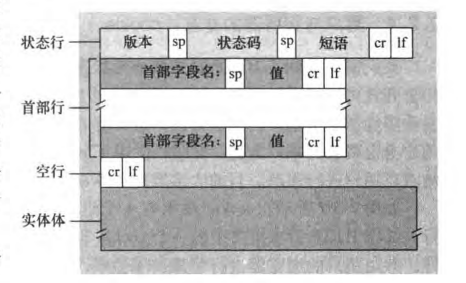 状态行 版本 sp 状态码 sp 短语 cr lf
首部字段名: sp 值 cr lf
首部行
首部字段名: sp 值 cr lf
空行 cr lf
实体体